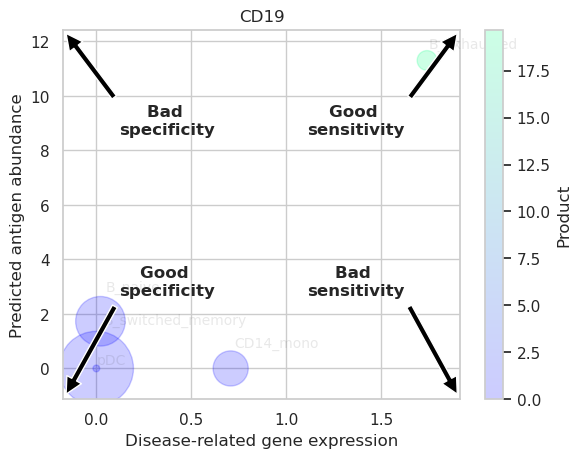 CD19
B_exhausted
Bad
specificity
Good
sensitivity
Good
specificity
Bad
sensitivity
switched_memory
CD14_mono
pDC
12
10
8
6
4
2
0
0.0
0.5
1.0
1.5
Disease-related gene expression
Predicted antigen abundance
17.5
15.0
12.5
10.0
7.5
5.0
2.5
0.0
Product